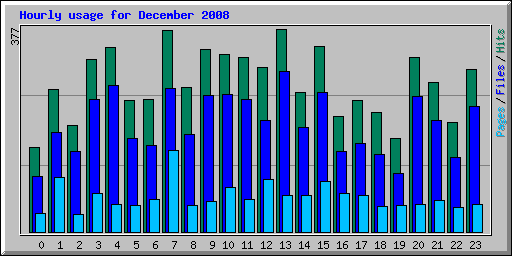 Hourly usage for December 2008
377
Pages/Files/Hits
0 1 2 3 4 5 6 7 8 9 10 11 12 13 14 15 16 17 18 19 20 21 22 23